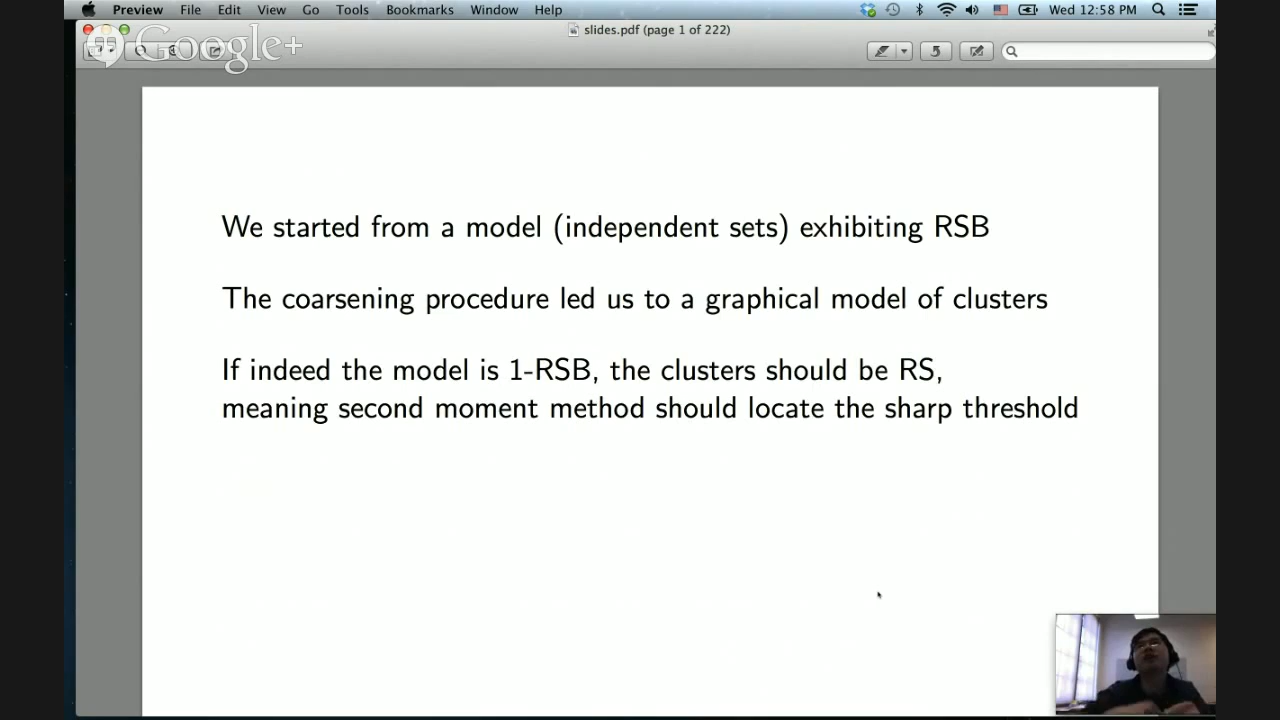 Preview File Edit View Go Tools Bookmarks Window Help Wed 12:58 PM
slides.pdf (page 1 of 222)
Google+
We started from a model (independent sets) exhibiting RSB
The coarsening procedure led us to a graphical model of clusters
If indeed the model is 1-RSB, the clusters should be RS,
meaning second moment method should locate the sharp threshold